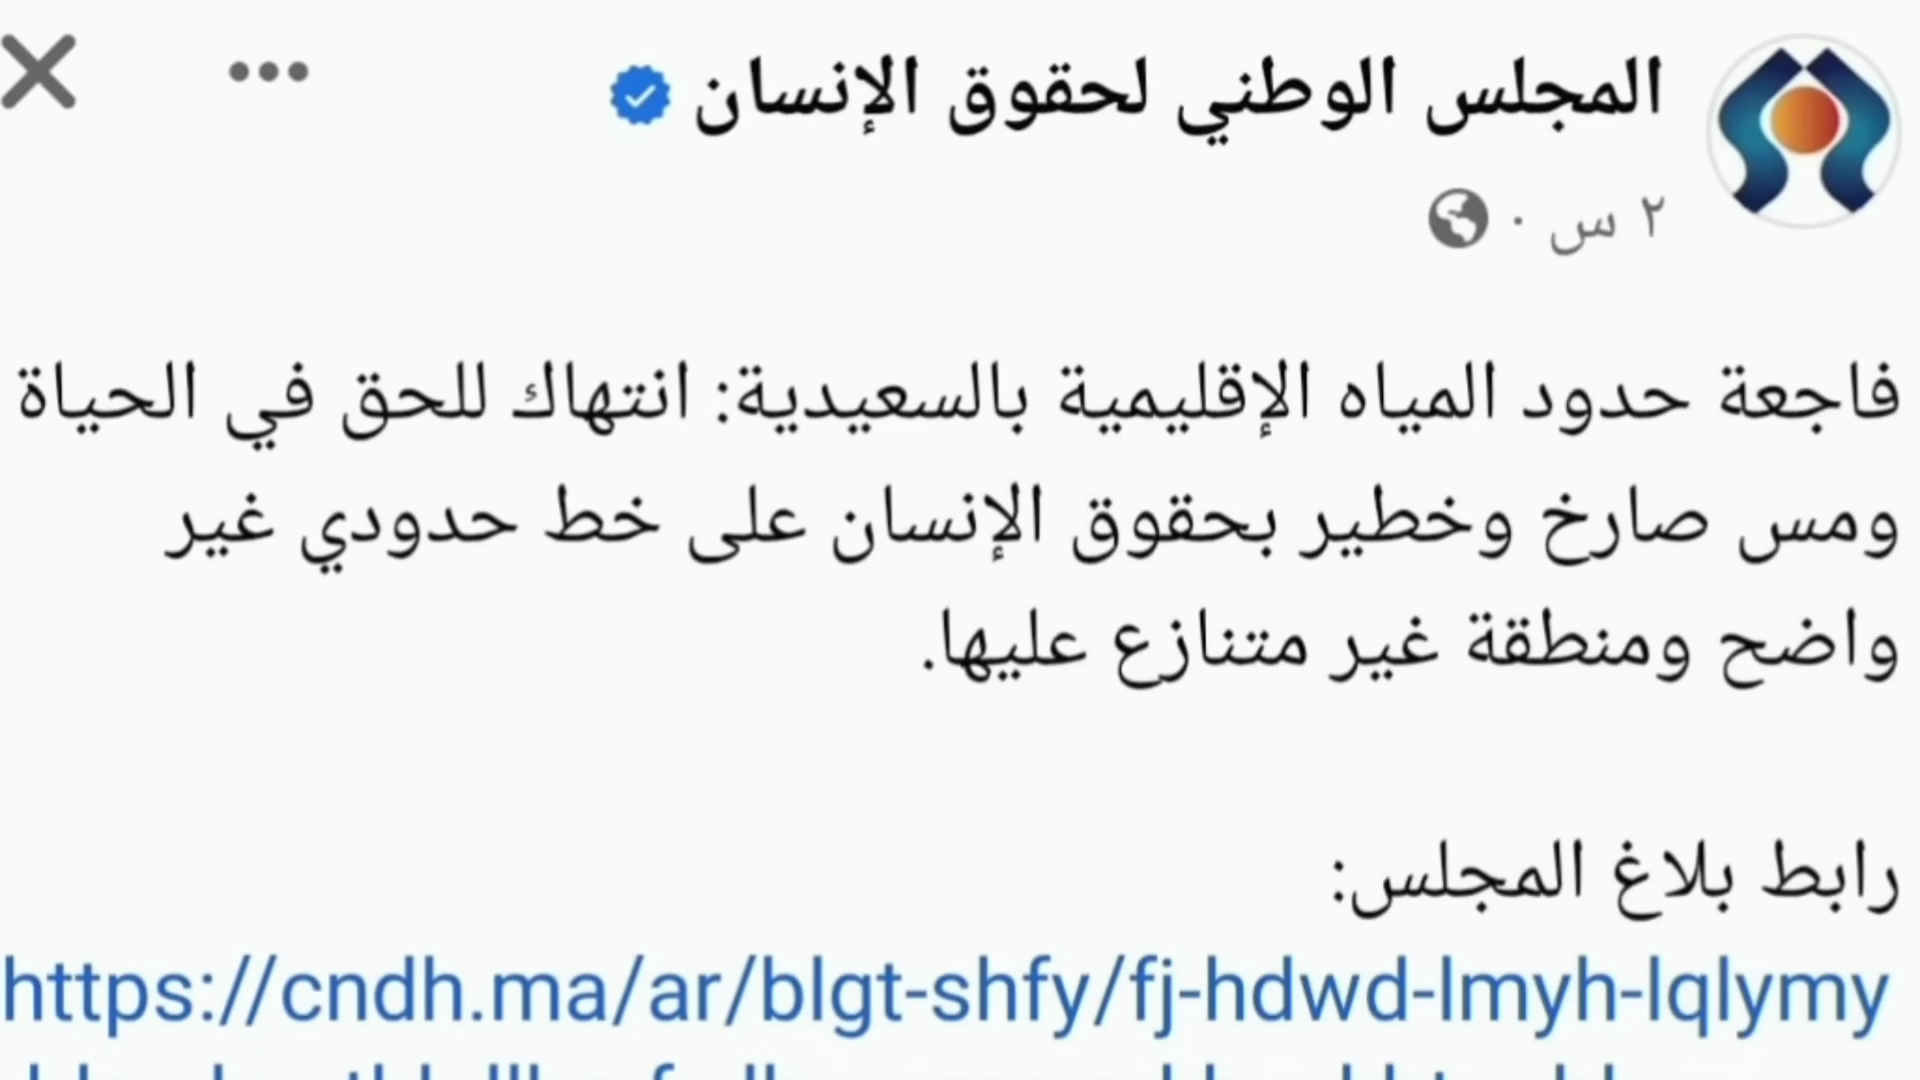 المجلس الوطني لحقوق الإنسان
٢ س ·
فاجعة حدود المياه الإقليمية بالسعيدية: انتهاك للحق في الحياة
ومس صارخ وخطير بحقوق الإنسان على خط حدودي غير
واضح ومنطقة غير متنازع عليها.
رابط بلاغ المجلس:
https://cndh.ma/ar/blgt-shfy/fj-hdwd-lmyh-lqlymy